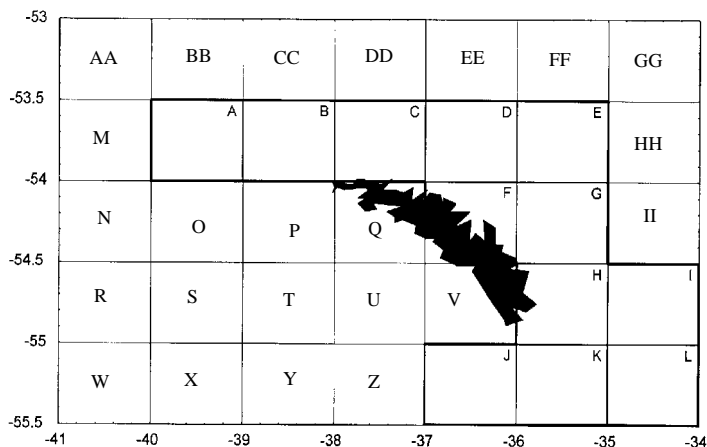 -53
AA BB CC DD EE FF GG
-53.5
A B C D E
M HH
-54
F G
N O P Q II
-54.5
H I
R S T U V
-55
J K L
W X Y Z
-55.5
-41 -40 -39 -38 -37 -36 -35 -34